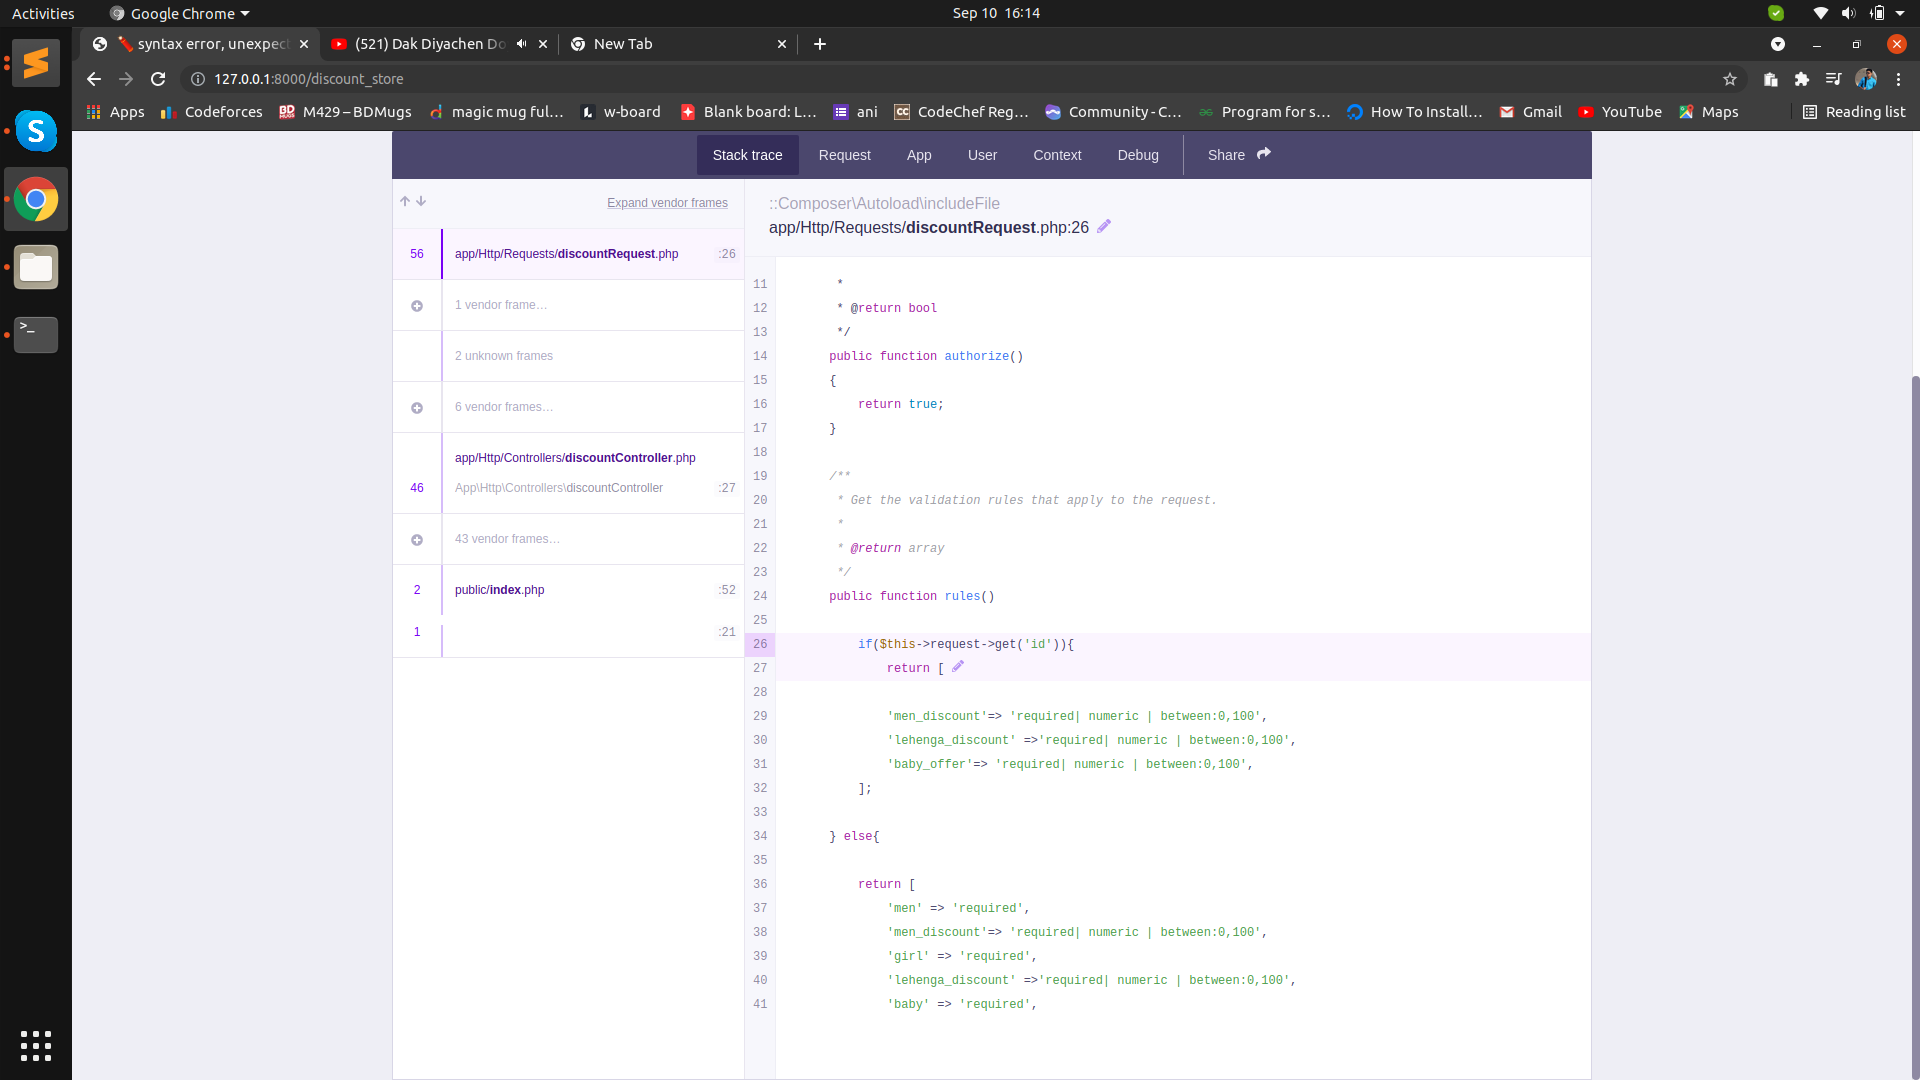 Activities
Google Chrome
Sep 10 16:14
syntax error, unexpect
(521) Dak Diyachen Do
New Tab
127.0.0.1:8000/discount_store
Apps
Codeforces
M429 – BDMugs
magic mug ful...
w-board
Blank board: L...
ani
CodeChef Reg...
Community - C...
Program for s...
How To Install...
Gmail
YouTube
Maps
Reading list
Stack trace
Request
App
User
Context
Debug
Share
Expand vendor frames
56 app/Http/Requests/discountRequest.php :26
1 vendor frame…
2 unknown frames
6 vendor frames…
app/Http/Controllers/discountController.php
46 App\Http\Controllers\discountController :27
43 vendor frames…
2 public/index.php :52
1 :21
::Composer\Autoload\includeFile
app/Http/Requests/discountRequest.php:26
11 *
12 * @return bool
13 */
14 public function authorize()
15 {
16 return true;
17 }
18
19 /**
20 * Get the validation rules that apply to the request.
21 *
22 * @return array
23 */
24 public function rules()
25
26 if($this->request->get('id')){
27 return [
28
29 'men_discount'=> 'required| numeric | between:0,100',
30 'lehenga_discount' =>'required| numeric | between:0,100',
31 'baby_offer'=> 'required| numeric | between:0,100',
32 ];
33
34 } else{
35
36 return [
37 'men' => 'required',
38 'men_discount'=> 'required| numeric | between:0,100',
39 'girl' => 'required',
40 'lehenga_discount' =>'required| numeric | between:0,100',
41 'baby' => 'required',